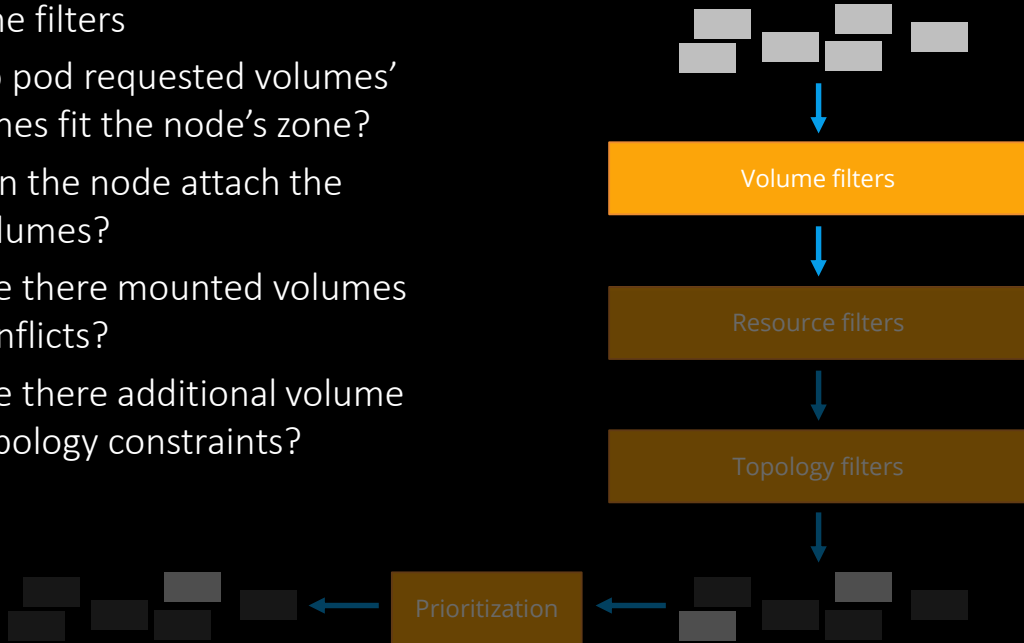 ne filters
o pod requested volumes’
nes fit the node’s zone?
n the node attach the
lumes?
e there mounted volumes
nflicts?
e there additional volume
pology constraints?
Volume filters
Resource filters
Topology filters
Prioritization